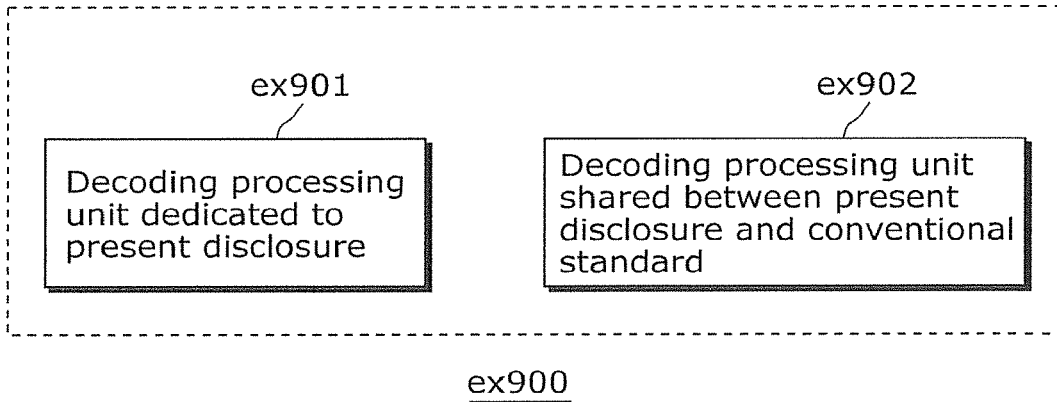 ex901
ex902
Decoding processing
unit dedicated to
present disclosure
Decoding processing unit
shared between present
disclosure and conventional
standard
ex900